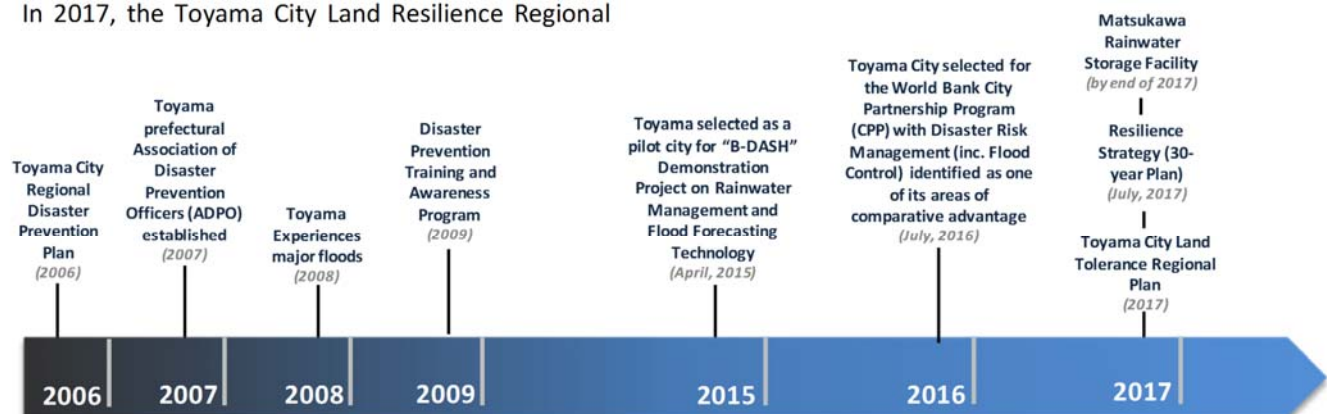 In 2017, the Toyama City Land Resilience Regional
Toyama City
Regional
Disaster
Prevention
Plan
(2006)
Toyama
prefectural
Association of
Disaster
Prevention
Officers (ADPO)
established
(2007)
Toyama
Experiences
major floods
(2008)
Disaster
Prevention
Training and
Awareness
Program
(2009)
Toyama selected as a
pilot city for “B-DASH”
Demonstration
Project on Rainwater
Management and
Flood Forecasting
Technology
(April, 2015)
Toyama City selected for
the World Bank City
Partnership Program
(CPP) with Disaster Risk
Management (inc. Flood
Control) identified as one
of its areas of
comparative advantage
(July, 2016)
Matsukawa
Rainwater
Storage Facility
(by end of 2017)
Resilience
Strategy (30-
year Plan)
(July, 2017)
Toyama City Land
Tolerance Regional
Plan
(2017)
2006
2007
2008
2009
2015
2016
2017